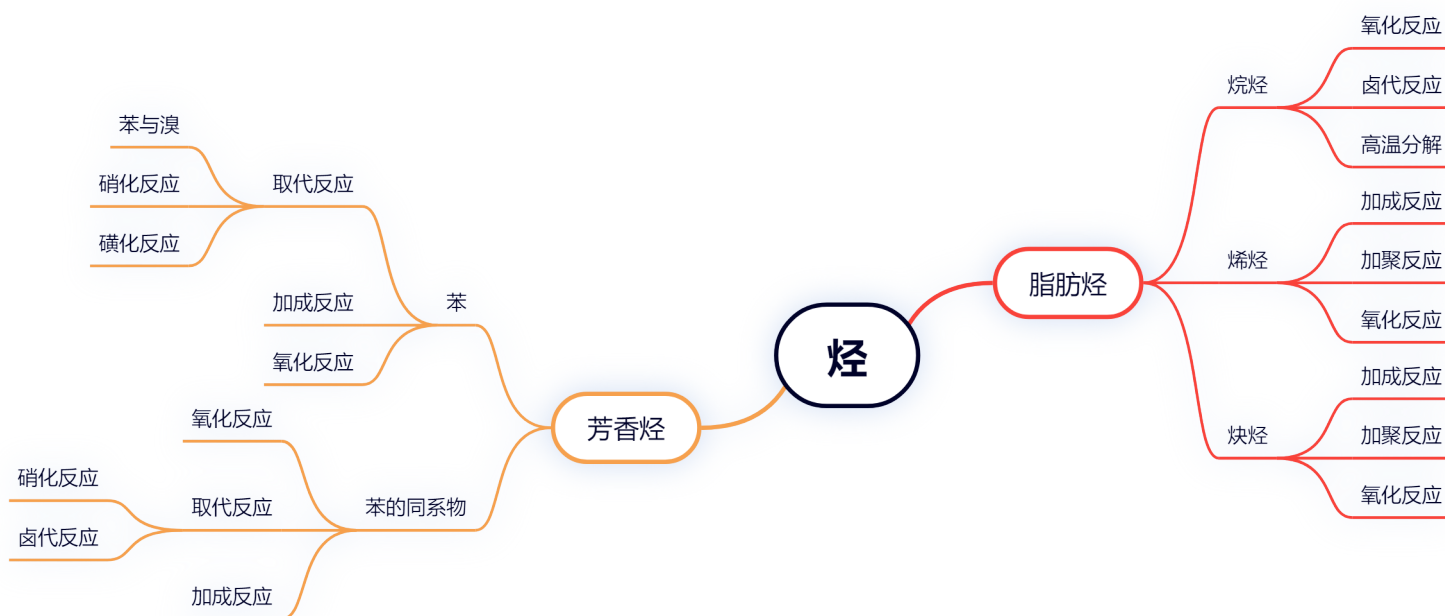 烃
脂肪烃
烷烃
氧化反应
卤代反应
高温分解
烯烃
加成反应
加聚反应
氧化反应
炔烃
加成反应
加聚反应
氧化反应
芳香烃
苯
取代反应
苯与溴
硝化反应
磺化反应
加成反应
氧化反应
苯的同系物
氧化反应
取代反应
硝化反应
卤代反应
加成反应